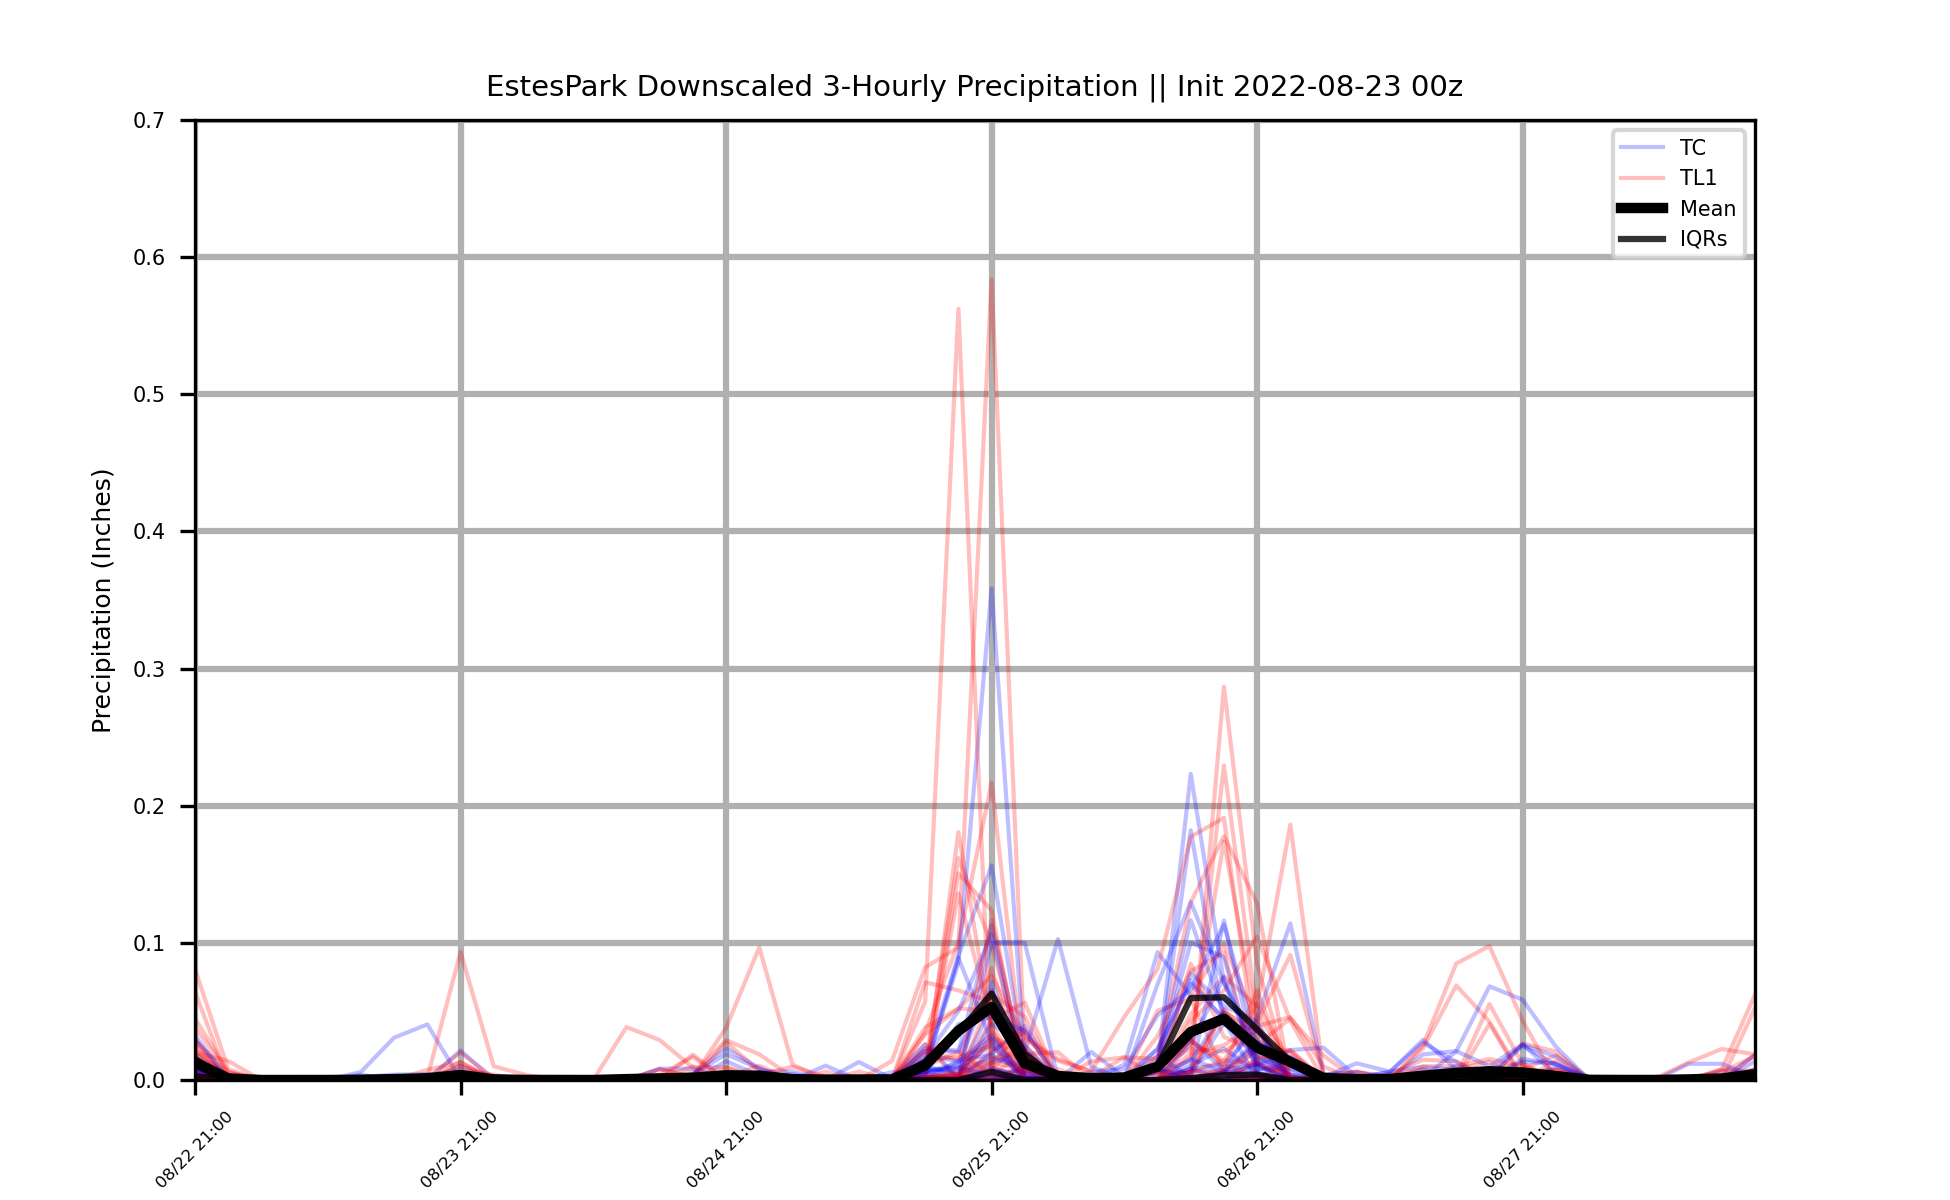 EstesPark Downscaled 3-Hourly Precipitation || Init 2022-08-23 00z
Precipitation (Inches)
0.7
0.6
0.5
0.4
0.3
0.2
0.1
0.0
TC
TL1
Mean
IQRs
08/22 21:00
08/23 21:00
08/24 21:00
08/25 21:00
08/26 21:00
08/27 21:00